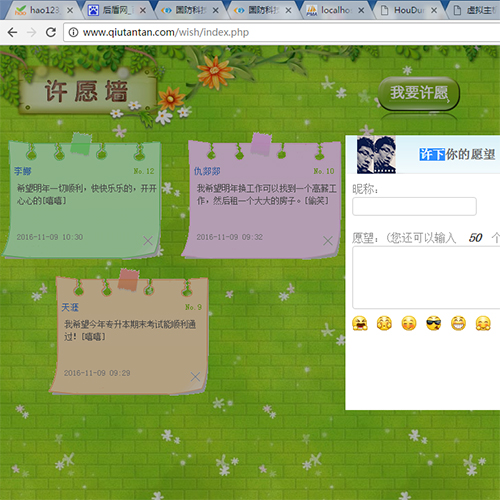 hao123
后盾网_
国防科技
国防科技
localho
HouDu
虚拟主
www.qiutantan.com/wish/index.php
许愿墙
我要许愿
李娜
No.12
希望明年一切顺利，快快乐乐的，开开
心心的[嘻嘻]
2016-11-09 10:30
仇郯郯
No.10
我希望明年换工作可以找到一个高薪工
作，然后租一个大大的房子。[偷笑]
2016-11-09 09:32
许下你的愿望
昵称：
愿望：(您还可以输入 50 个
天涯
No.9
我希望今年专升本期末考试能顺利通
过！[嘻嘻]
2016-11-09 09:29